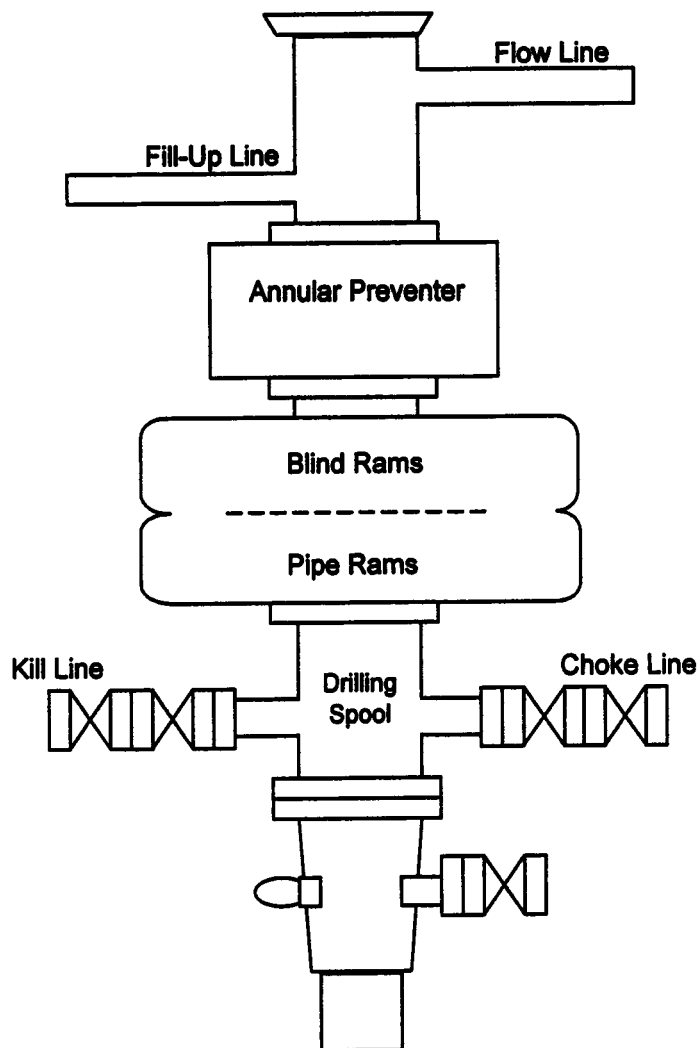 Flow Line
Fill-Up Line
Annular Preventer
Blind Rams
Pipe Rams
Kill Line
Choke Line
Drilling
Spool